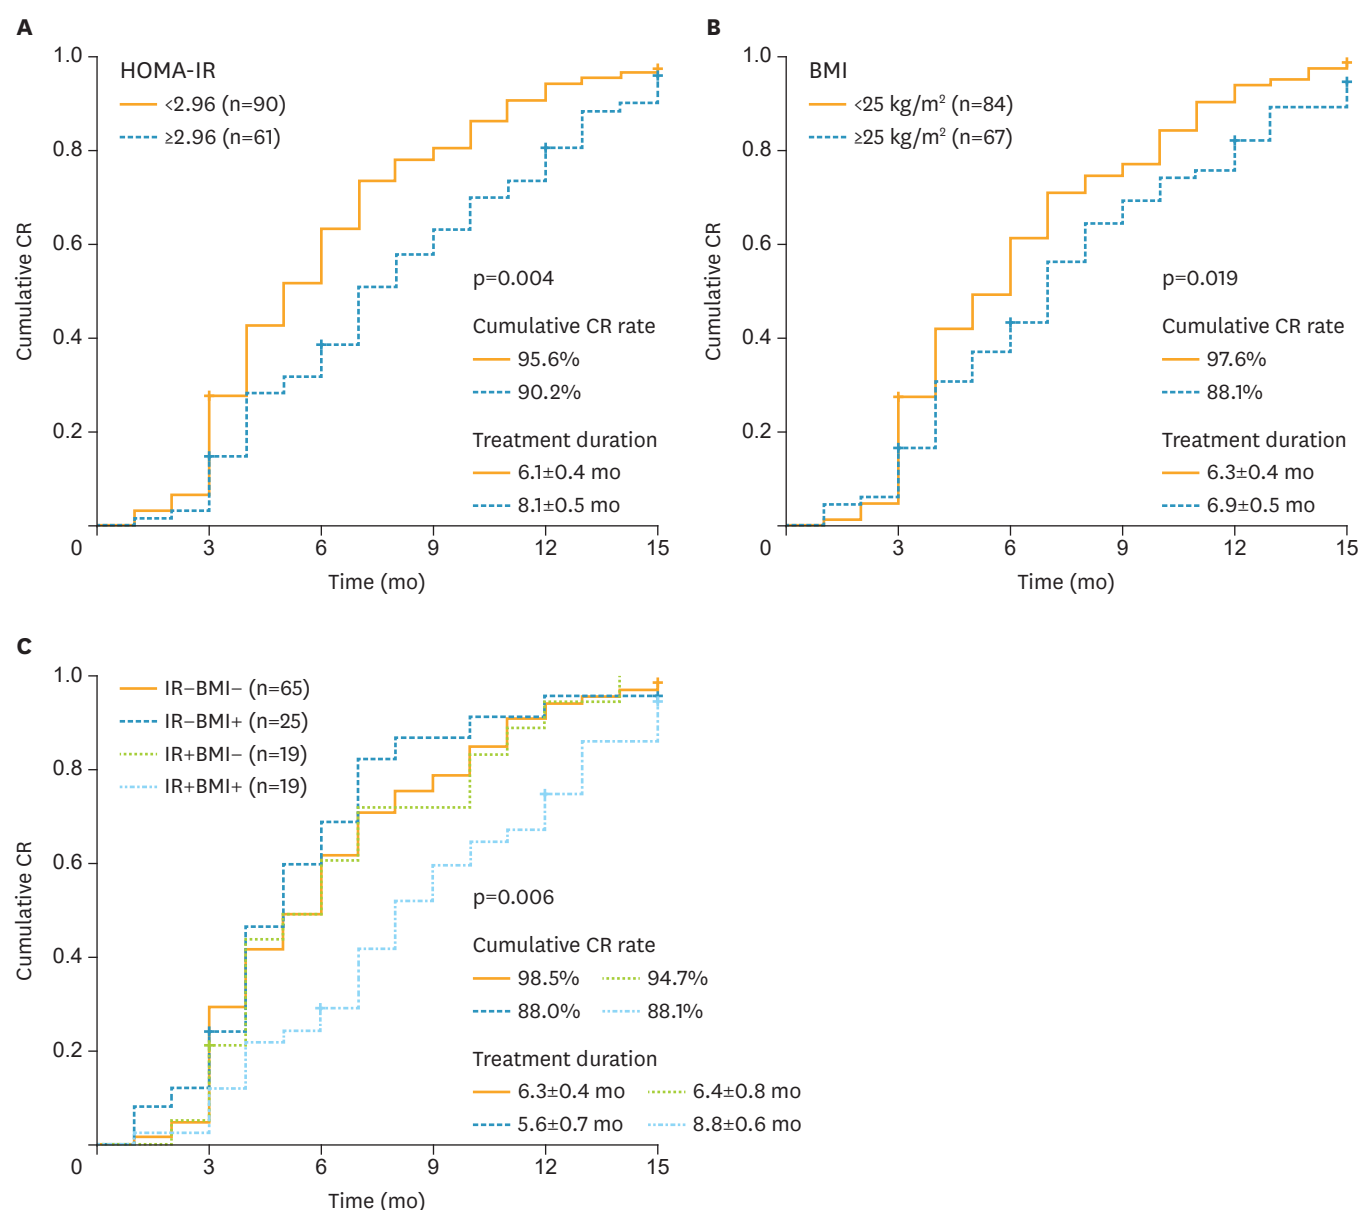 A
HOMA-IR
<2.96 (n=90)
≥2.96 (n=61)
Cumulative CR
1.0
0.8
0.6
0.4
0.2
0
3
6
9
12
15
Time (mo)
p=0.004
Cumulative CR rate
95.6%
90.2%
Treatment duration
6.1±0.4 mo
8.1±0.5 mo
B
BMI
<25 kg/m² (n=84)
≥25 kg/m² (n=67)
Cumulative CR
1.0
0.8
0.6
0.4
0.2
0
3
6
9
12
15
Time (mo)
p=0.019
Cumulative CR rate
97.6%
88.1%
Treatment duration
6.3±0.4 mo
6.9±0.5 mo
C
IR−BMI− (n=65)
IR−BMI+ (n=25)
IR+BMI− (n=19)
IR+BMI+ (n=19)
Cumulative CR
1.0
0.8
0.6
0.4
0.2
0
3
6
9
12
15
Time (mo)
p=0.006
Cumulative CR rate
98.5% 94.7%
88.0% 88.1%
Treatment duration
6.3±0.4 mo 6.4±0.8 mo
5.6±0.7 mo 8.8±0.6 mo